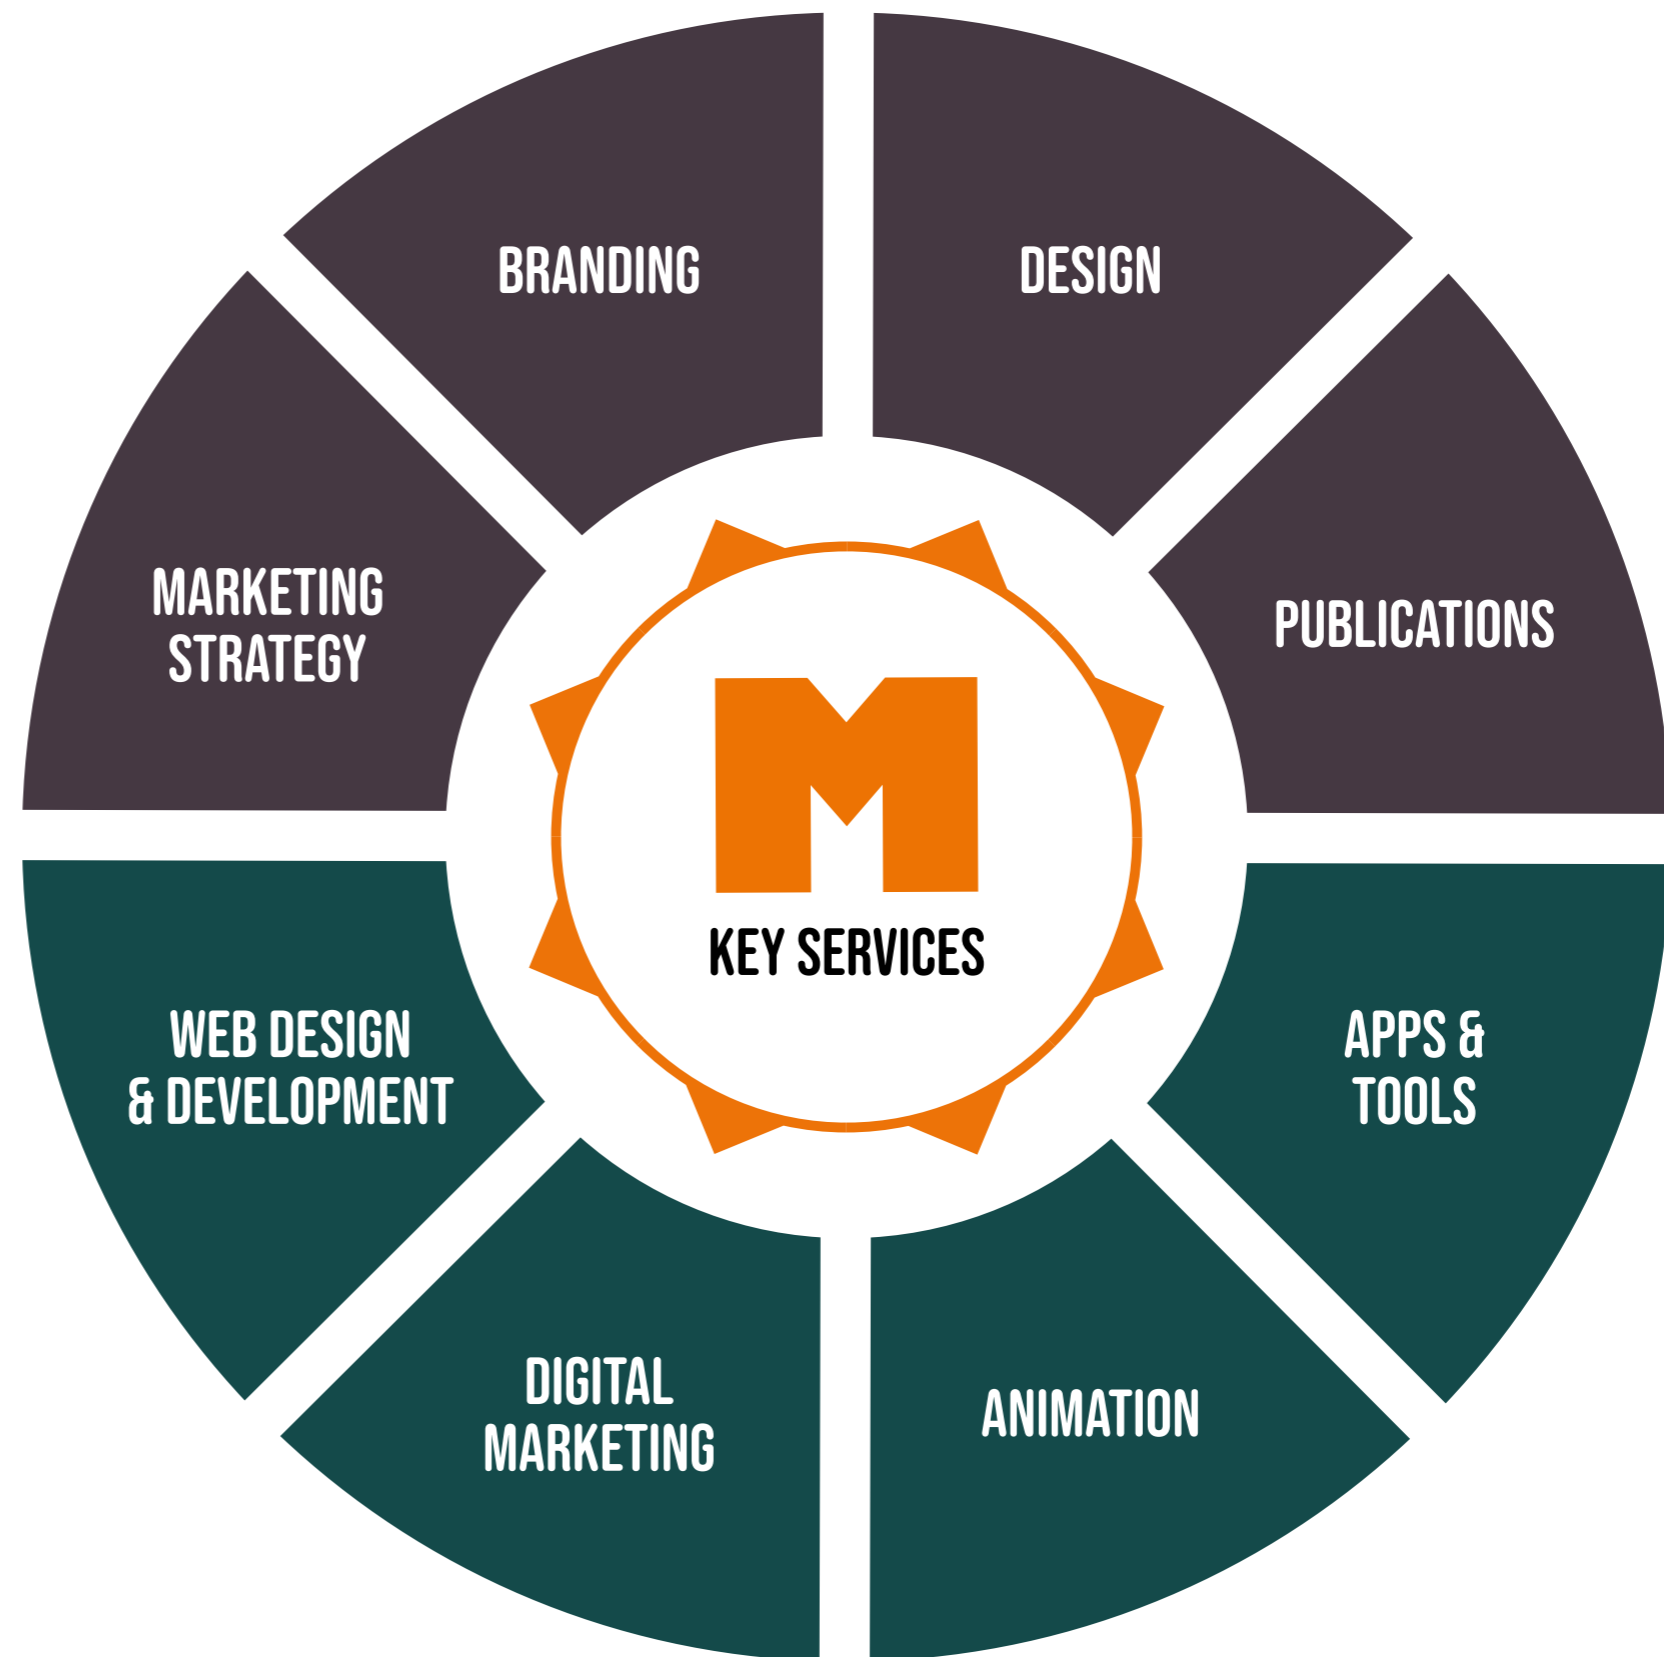 BRANDING
DESIGN
MARKETING
STRATEGY
PUBLICATIONS
M
KEY SERVICES
WEB DESIGN
& DEVELOPMENT
APPS &
TOOLS
DIGITAL
MARKETING
ANIMATION